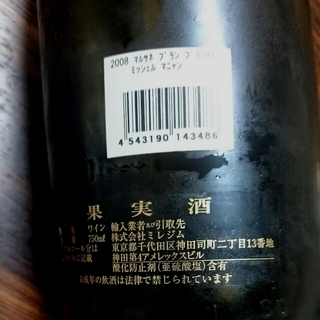 2008 マルサネ ブラン
ミッシェル マニャン
4 543190 143486
果実酒
ワイン 輸入業者及び引取先
750ml 株式会社ミレジム
東京都千代田区神田司町二丁目13番地
神田第4アメレックスビル
酸化防止剤(亜硫酸塩)含有
成年の飲酒は法律で禁じられています